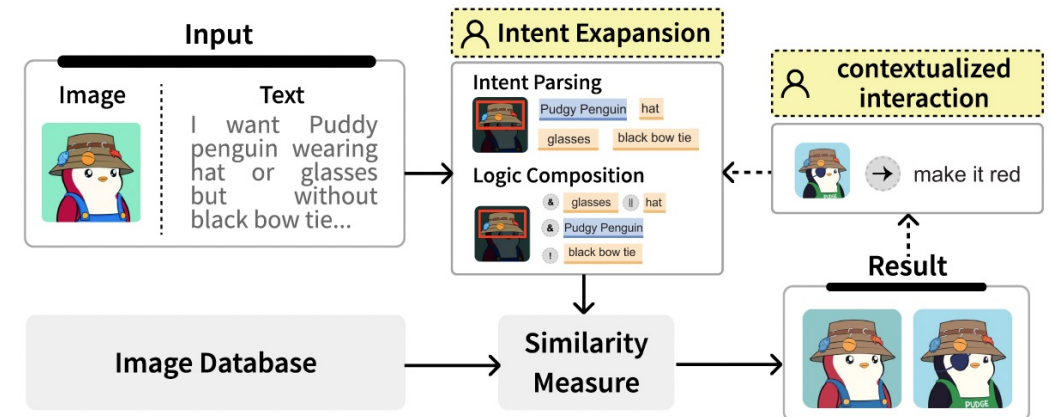 Input
Image
Text
I want Puddy
penguin wearing
hat or glasses
but without
black bow tie...
Intent Exapansion
Intent Parsing
Pudgy Penguin hat
glasses black bow tie
Logic Composition
& glasses || hat
& Pudgy Penguin
! black bow tie
contextualized
interaction
make it red
PUDGE
Image Database
Similarity
Measure
Result
PUDGE